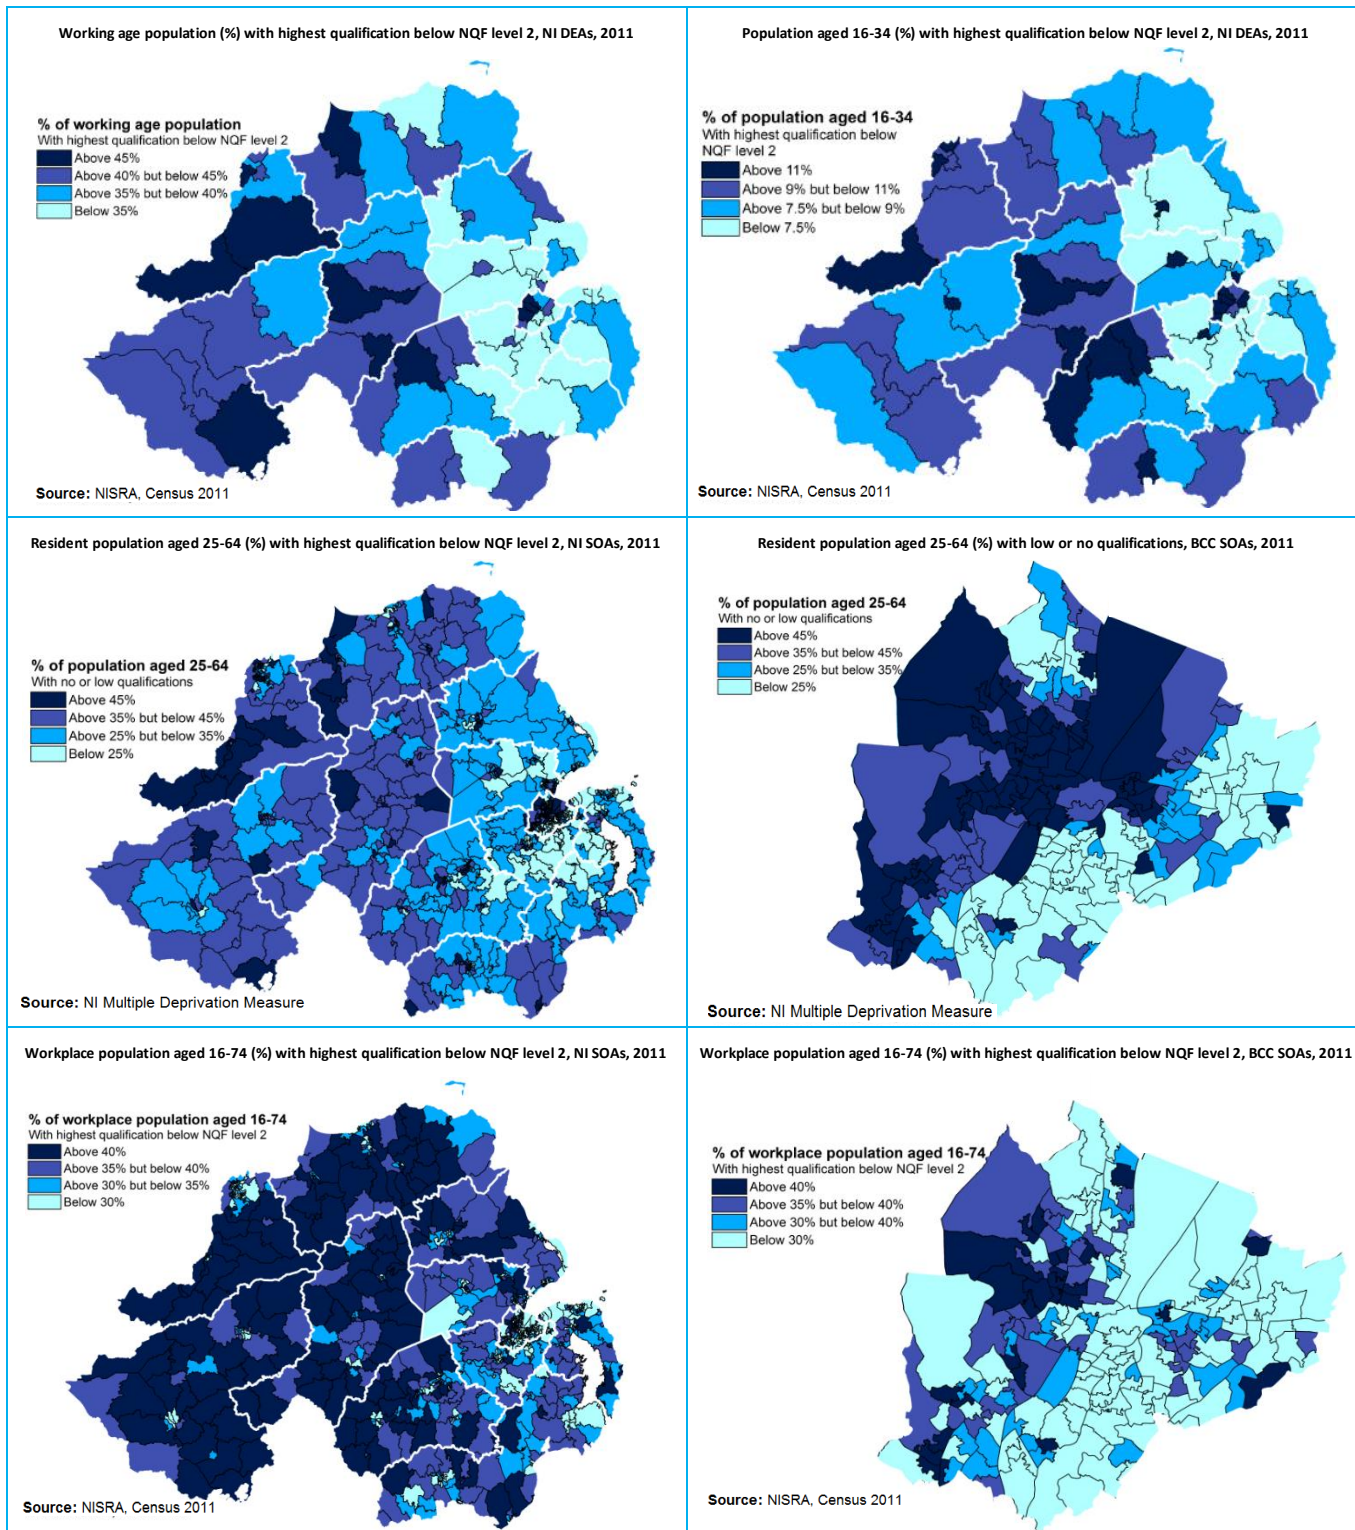 Working age population (%) with highest qualification below NQF level 2, NI DEAs, 2011
% of working age population
With highest qualification below NQF level 2
Above 45%
Above 40% but below 45%
Above 35% but below 40%
Below 35%
Source: NISRA, Census 2011
Population aged 16-34 (%) with highest qualification below NQF level 2, NI DEAs, 2011
% of population aged 16-34
With highest qualification below
NQF level 2
Above 11%
Above 9% but below 11%
Above 7.5% but below 9%
Below 7.5%
Source: NISRA, Census 2011
Resident population aged 25-64 (%) with highest qualification below NQF level 2, NI SOAs, 2011
% of population aged 25-64
With no or low qualifications
Above 45%
Above 35% but below 45%
Above 25% but below 35%
Below 25%
Source: NI Multiple Deprivation Measure
Resident population aged 25-64 (%) with low or no qualifications, BCC SOAs, 2011
% of population aged 25-64
With no or low qualifications
Above 45%
Above 35% but below 45%
Above 25% but below 35%
Below 25%
Source: NI Multiple Deprivation Measure
Workplace population aged 16-74 (%) with highest qualification below NQF level 2, NI SOAs, 2011
% of workplace population aged 16-74
With highest qualification below NQF level 2
Above 40%
Above 35% but below 40%
Above 30% but below 35%
Below 30%
Source: NISRA, Census 2011
Workplace population aged 16-74 (%) with highest qualification below NQF level 2, BCC SOAs, 2011
% of workplace population aged 16-74
With highest qualification below NQF level 2
Above 40%
Above 35% but below 40%
Above 30% but below 40%
Below 30%
Source: NISRA, Census 2011